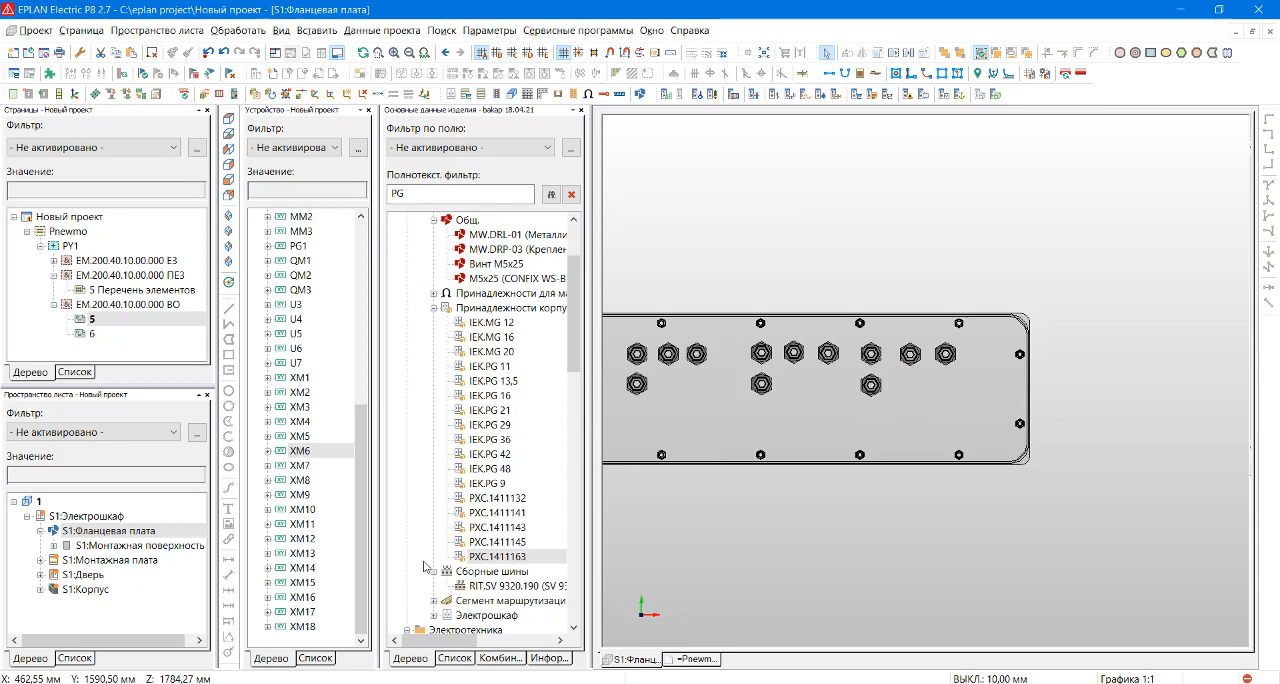 EPLAN Electric P8 2.7 - C:\eplan project\Новый проект - [S1:Фланцевая плата]
Проект Страница Пространство листа Обработать Вид Вставить Данные проекта Поиск Параметры Сервисные программы Окно Справка
Страницы - Новый проект
Фильтр:
- Не активировано -
...
Значение:
Новый проект
Pnewmo
PY1
EM.200.40.10.00.000 Е3
EM.200.40.10.00.000 ПЕ3
5 Перечень элементов
EM.200.40.10.00.000 ВО
5
6
Дерево Список
Пространство листа - Новый проект
Фильтр:
- Не активировано -
...
Значение:
1
S1:Электрошкаф
S1:Фланцевая плата
S1:Монтажная поверхность
S1:Монтажная плата
S1:Дверь
S1:Корпус
Дерево Список
Устройство - Новый проект
Фильтр:
- Не активирова
...
Значение:
MM2
MM3
PG1
QM1
QM2
QM3
U3
U4
U5
U6
U7
XM1
XM2
XM3
XM4
XM5
XM6
XM7
XM8
XM9
XM10
XM11
XM12
XM13
XM14
XM15
XM16
XM17
XM18
Дерево Список
Основные данные изделия - bakap 18.04.21
Фильтр по полю:
- Не активировано -
...
Полнотекст. фильтр:
PG
Общ.
MW.DRL-01 (Металли
MW.DRP-03 (Креплен
Винт М5х25
M5x25 (CONFIX WS-B
Принадлежности для ма
Принадлежности корпу
IEK.MG 12
IEK.MG 16
IEK.MG 20
IEK.PG 11
IEK.PG 13,5
IEK.PG 16
IEK.PG 21
IEK.PG 29
IEK.PG 36
IEK.PG 42
IEK.PG 48
IEK.PG 9
PXC.1411132
PXC.1411141
PXC.1411143
PXC.1411145
PXC.1411163
Сборные шины
RIT.SV 9320.190 (SV 93
Сегмент маршрутизаци
Электрошкаф
Электротехника
Дерево Список Комбин... Инфор...
S1:Фланц... =Pnewm...
X: 462,55 мм Y: 1590,50 мм Z: 1784,27 мм
ВЫКЛ.: 10,00 мм
Графика 1:1